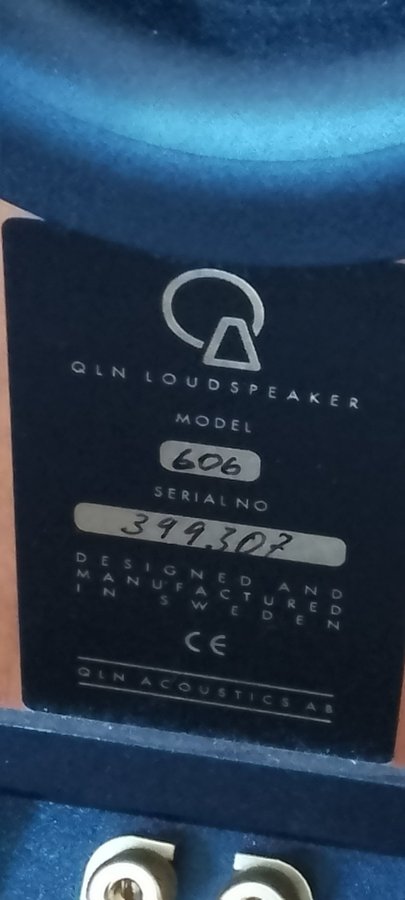 QLN LOUDSPEAKER
MODEL
606
SERIAL NO
399.307
DESIGNED AND
MANUFACTURED
IN SWEDEN
CE
QLN ACOUSTICS AB